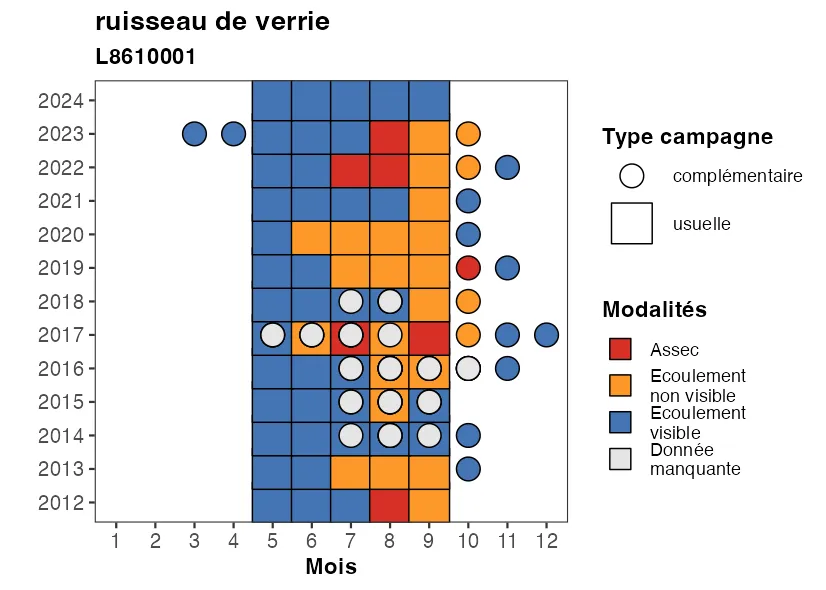 ruisseau de verrie
L8610001
2024
2023
2022
2021
2020
2019
2018
2017
2016
2015
2014
2013
2012
1 2 3 4 5 6 7 8 9 10 11 12
Mois
Type campagne
complémentaire
usuelle
Modalités
Assec
Ecoulement
non visible
Ecoulement
visible
Donnée
manquante